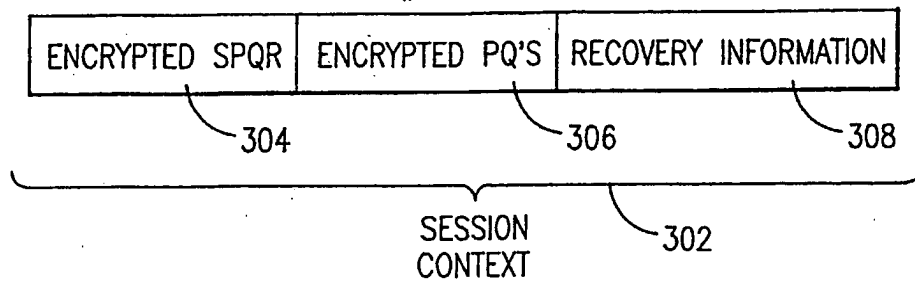 ENCRYPTED SPQR ENCRYPTED PQ'S RECOVERY INFORMATION
304 306 308
302
SESSION
CONTEXT